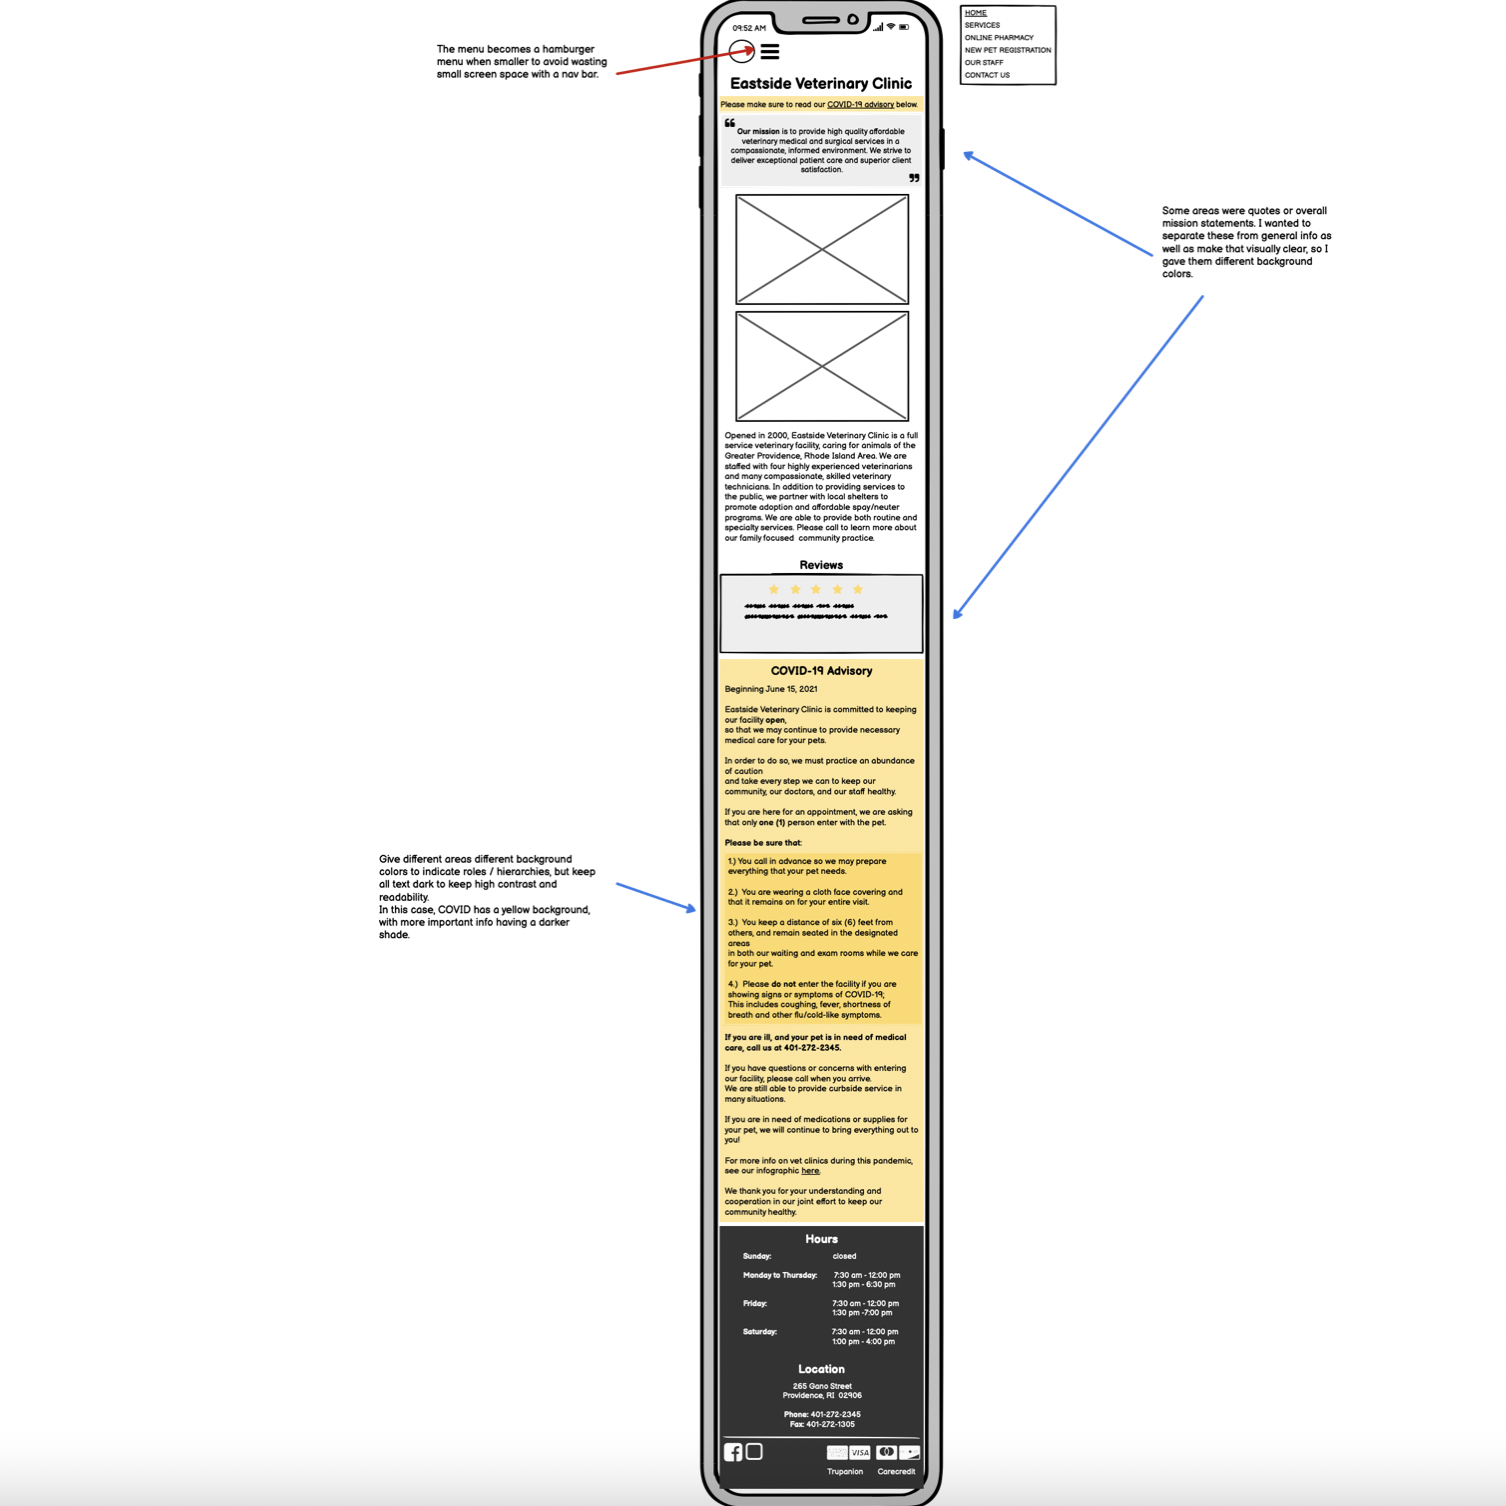 09:52 AM
HOME
SERVICES
ONLINE PHARMACY
NEW PET REGISTRATION
OUR STAFF
CONTACT US
The menu becomes a hamburger
menu when smaller to avoid wasting
small screen space with a nav bar.
Eastside Veterinary Clinic
Please make sure to read our COVID-19 advisory below.
“
Our mission is to provide high quality affordable
veterinary medical and surgical services in a
compassionate, informed environment. We strive to
deliver exceptional patient care and superior client
satisfaction.
”
Some areas were quotes or overall
mission statements. I wanted to
separate these from general info as
well as make that visually clear, so I
gave them different background
colors.
Opened in 2000, Eastside Veterinary Clinic is a full
service veterinary facility, caring for animals of the
Greater Providence, Rhode Island Area. We are
staffed with four highly experienced veterinarians
and many compassionate, skilled veterinary
technicians. In addition to providing services to
the public, we partner with local shelters to
promote adoption and affordable spay/neuter
programs. We are able to provide both routine and
specialty services. Please call to learn more about
our family focused  community practice.
Reviews
COVID-19 Advisory
Beginning June 15, 2021
Eastside Veterinary Clinic is committed to keeping
our facility open,
so that we may continue to provide necessary
medical care for your pets.
In order to do so, we must practice an abundance
of caution
and take every step we can to keep our
community, our doctors, and our staff healthy.
If you are here for an appointment, we are asking
that only one (1) person enter with the pet.
Please be sure that:
1.) You call in advance so we may prepare
everything that your pet needs.
2.)  You are wearing a cloth face covering and
that it remains on for your entire visit.
3.)  You keep a distance of six (6) feet from
others, and remain seated in the designated
areas
in both our waiting and exam rooms while we care
for your pet.
4.)  Please do not enter the facility if you are
showing signs or symptoms of COVID-19;
This includes coughing, fever, shortness of
breath and other flu/cold-like symptoms.
Give different areas different background
colors to indicate roles / hierarchies, but keep
all text dark to keep high contrast and
readability.
In this case, COVID has a yellow background,
with more important info having a darker
shade.
If you are ill, and your pet is in need of medical
care, call us at 401-272-2345.
If you have questions or concerns with entering
our facility, please call when you arrive.
We are still able to provide curbside service in
many situations.
If you are in need of medications or supplies for
your pet, we will continue to bring everything out to
you!
For more info on vet clinics during this pandemic,
see our infographic here.
We thank you for your understanding and
cooperation in our joint effort to keep our
community healthy.
Hours
Sunday: closed
Monday to Thursday: 7:30 am - 12:00 pm
1:30 pm - 6:30 pm
Friday: 7:30 am - 12:00 pm
1:30 pm -7:00 pm
Saturday: 7:30 am - 12:00 pm
1:00 pm - 4:00 pm
Location
265 Gano Street
Providence, RI  02906
Phone: 401-272-2345
Fax: 401-272-1305
VISA
Trupanion Carecredit